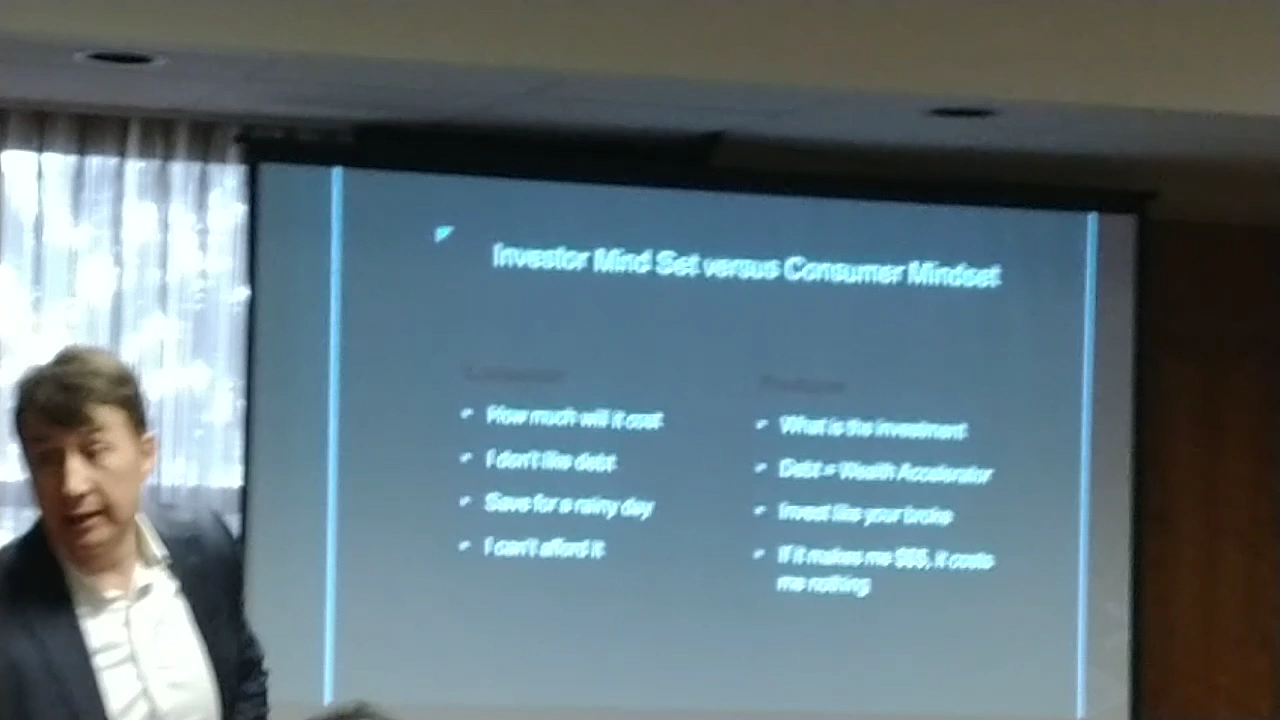 Investor Mind Set versus Consumer Mindset
Consumer
How much will it cost
I don't like debt
Save for a rainy day
I can't afford it
Producer
What is the investment
Debt = Wealth Accelerator
Invest like your broke
If it makes me $$$, it costs
me nothing